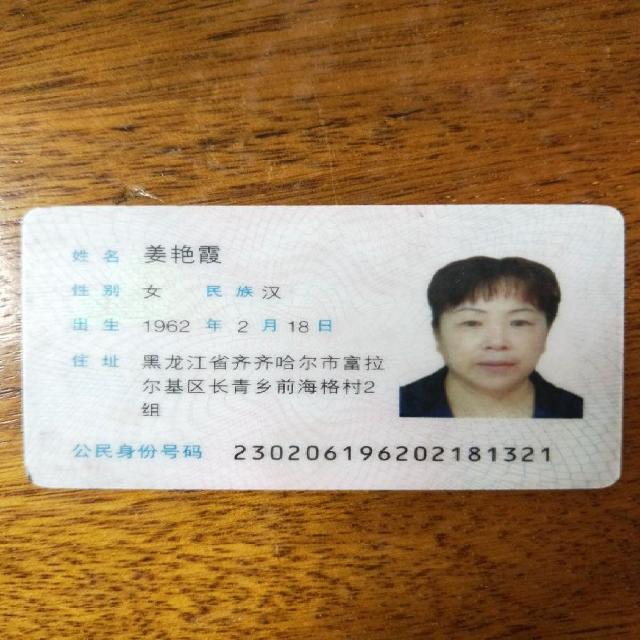 姓名 姜艳霞
性别 女 民族 汉
出生 1962 年 2 月 18 日
住址 黑龙江省齐齐哈尔市富拉
尔基区长青乡前海格村2
组
公民身份号码 230206196202181321